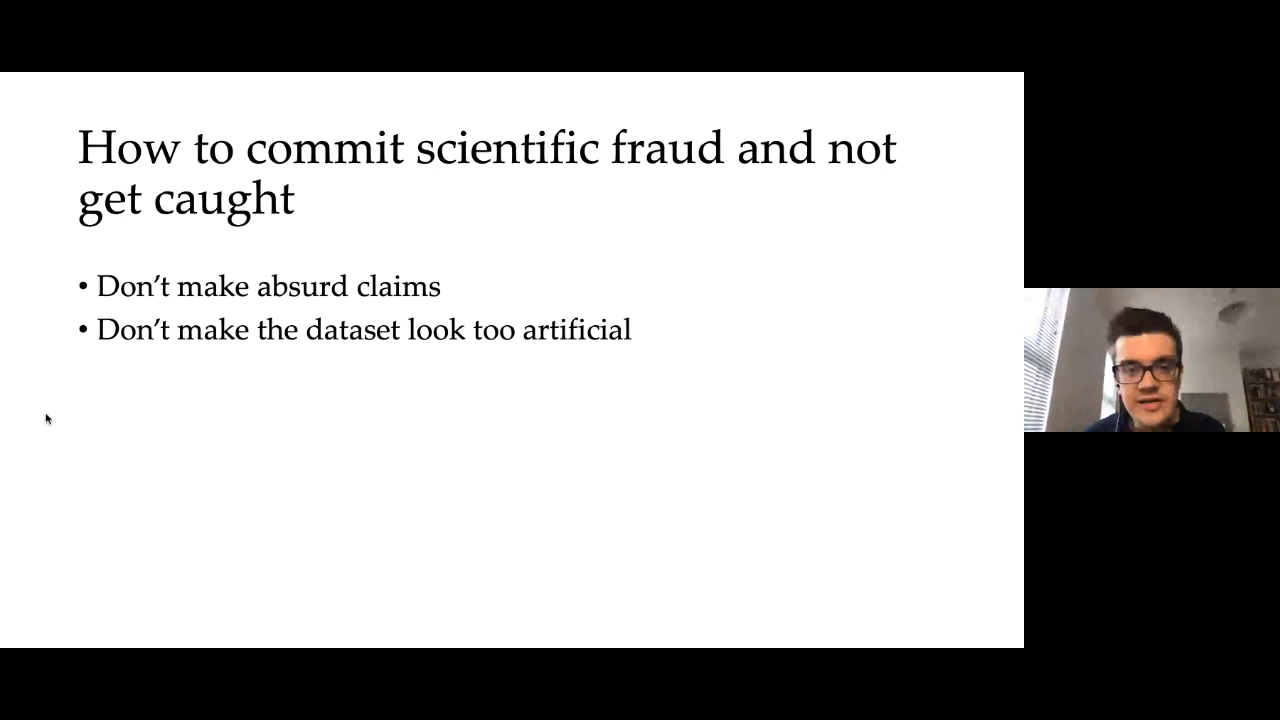 How to commit scientific fraud and not
get caught
• Don’t make absurd claims
• Don’t make the dataset look too artificial